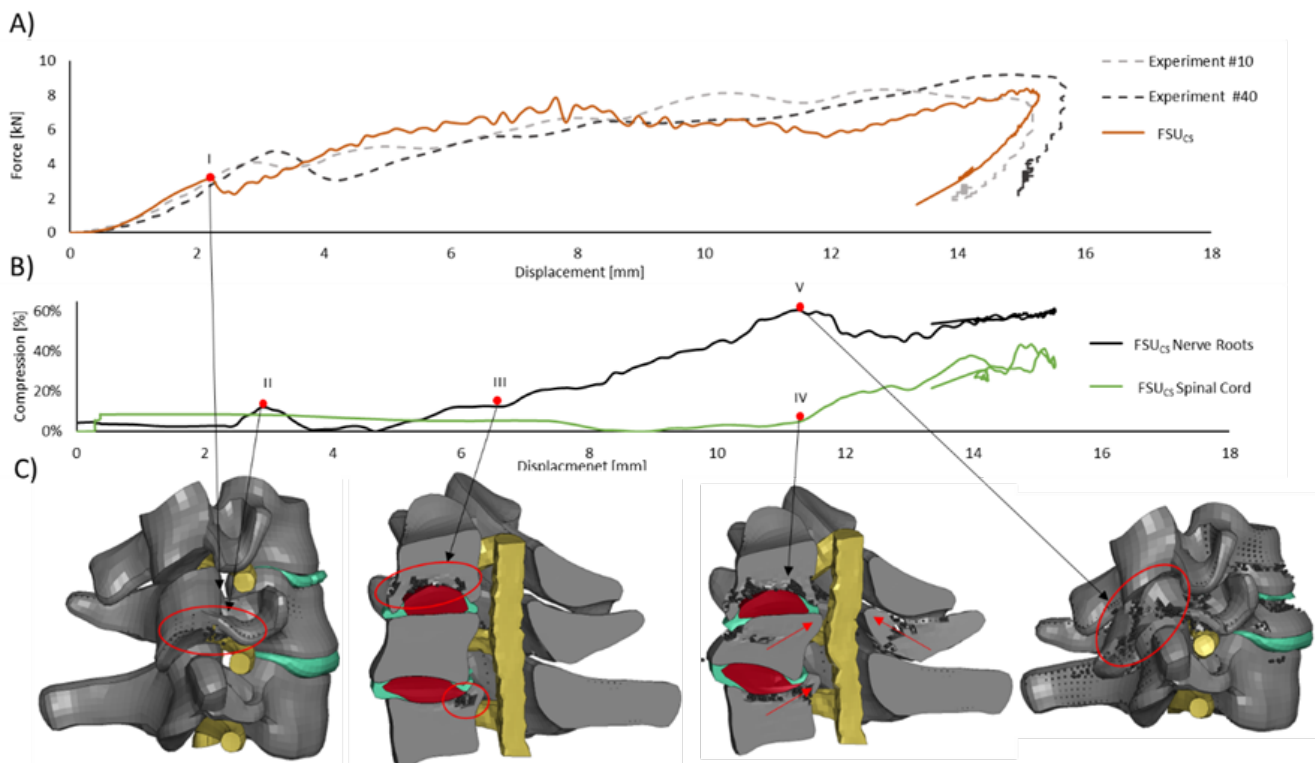 A)
Force [kN]
10
8
6
4
2
0
I
Experiment #10
Experiment #40
FSUCS
0 2 4 6 8 10 12 14 16 18
Displacement [mm]
B)
Compression [%]
60%
40%
20%
0%
II
III
IV
V
FSUCS Nerve Roots
FSUCS Spinal Cord
0 2 4 6 8 10 12 14 16 18
Displacmenet [mm]
C)